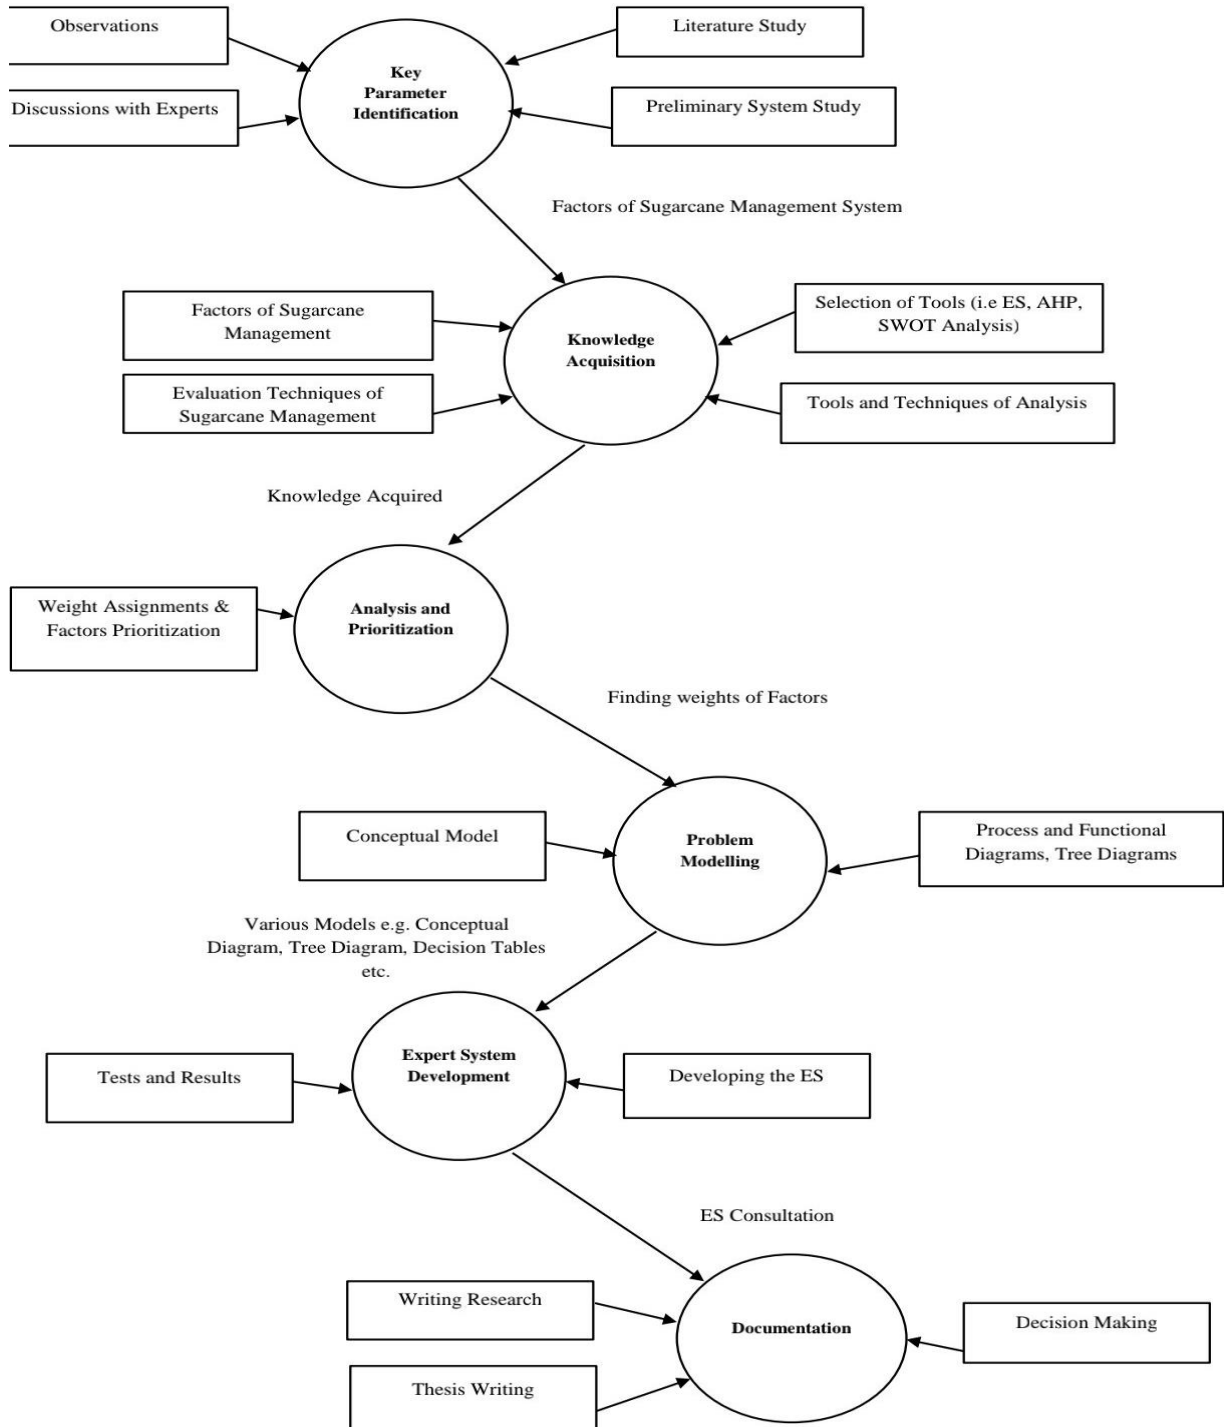 Observations
Literature Study
Key
Parameter
Identification
Discussions with Experts
Preliminary System Study
Factors of Sugarcane Management System
Factors of Sugarcane
Management
Selection of Tools (i.e ES, AHP,
SWOT Analysis)
Knowledge
Acquisition
Evaluation Techniques of
Sugarcane Management
Tools and Techniques of Analysis
Knowledge Acquired
Weight Assignments &
Factors Prioritization
Analysis and
Prioritization
Finding weights of Factors
Conceptual Model
Problem
Modelling
Process and Functional
Diagrams, Tree Diagrams
Various Models e.g. Conceptual
Diagram, Tree Diagram, Decision Tables
etc.
Tests and Results
Expert System
Development
Developing the ES
ES Consultation
Writing Research
Documentation
Decision Making
Thesis Writing